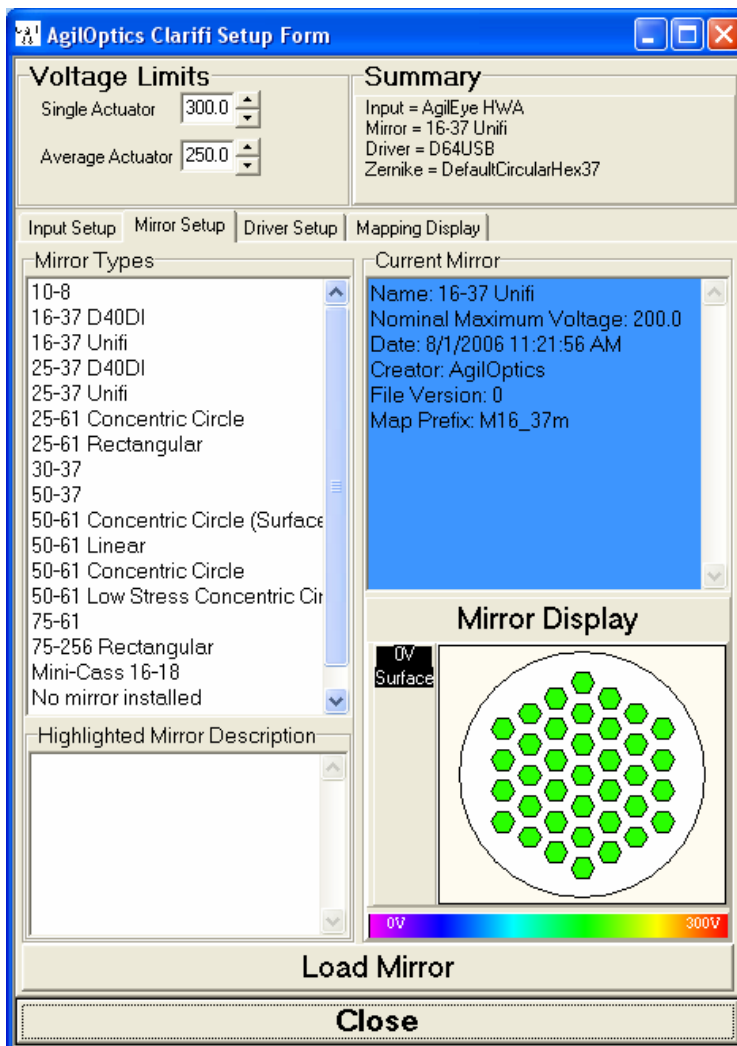 AgilOptics Clarifi Setup Form
Voltage Limits
Single Actuator 300.0
Average Actuator 250.0
Summary
Input = AgilEye HWA
Mirror = 16-37 Unifi
Driver = D64USB
Zernike = DefaultCircularHex37
Input Setup Mirror Setup Driver Setup Mapping Display
Mirror Types
10-8
16-37 D40DI
16-37 Unifi
25-37 D40DI
25-37 Unifi
25-61 Concentric Circle
25-61 Rectangular
30-37
50-37
50-61 Concentric Circle (Surface
50-61 Linear
50-61 Concentric Circle
50-61 Low Stress Concentric Cir
75-61
75-256 Rectangular
Mini-Cass 16-18
No mirror installed
Highlighted Mirror Description
Current Mirror
Name: 16-37 Unifi
Nominal Maximum Voltage: 200.0
Date: 8/1/2006 11:21:56 AM
Creator: AgilOptics
File Version: 0
Map Prefix: M16_37m
Mirror Display
0V
Surface
0V 300V
Load Mirror
Close